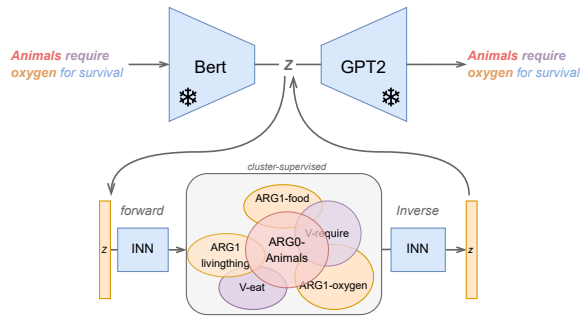 Animals require
oxygen for survival
Bert
z
GPT2
Animals require
oxygen for survival
cluster-supervised
forward
Inverse
z
INN
ARG1-food
V-require
ARG0-
Animals
ARG1
livingthing
V-eat
ARG1-oxygen
INN
z